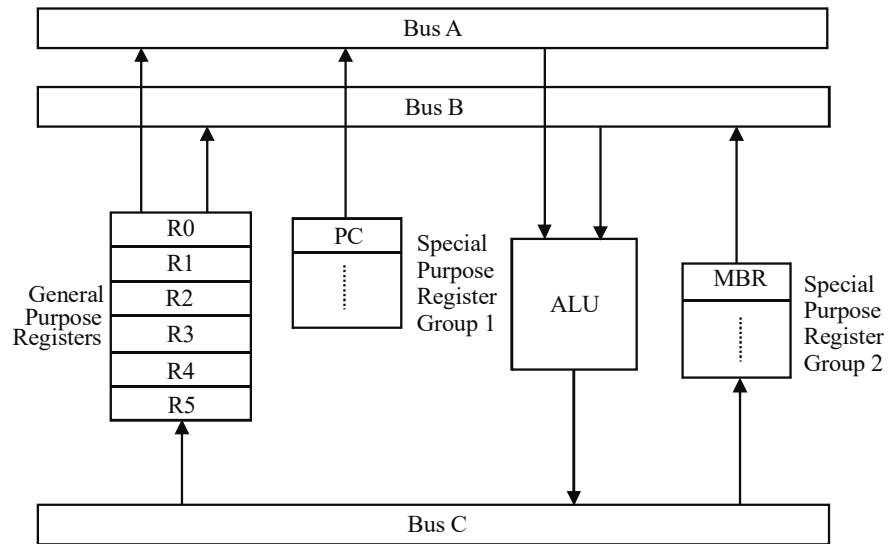 Bus A
Bus B
General
Purpose
Registers
R0
R1
R2
R3
R4
R5
PC
Special
Purpose
Register
Group 1
ALU
MBR
Special
Purpose
Register
Group 2
Bus C